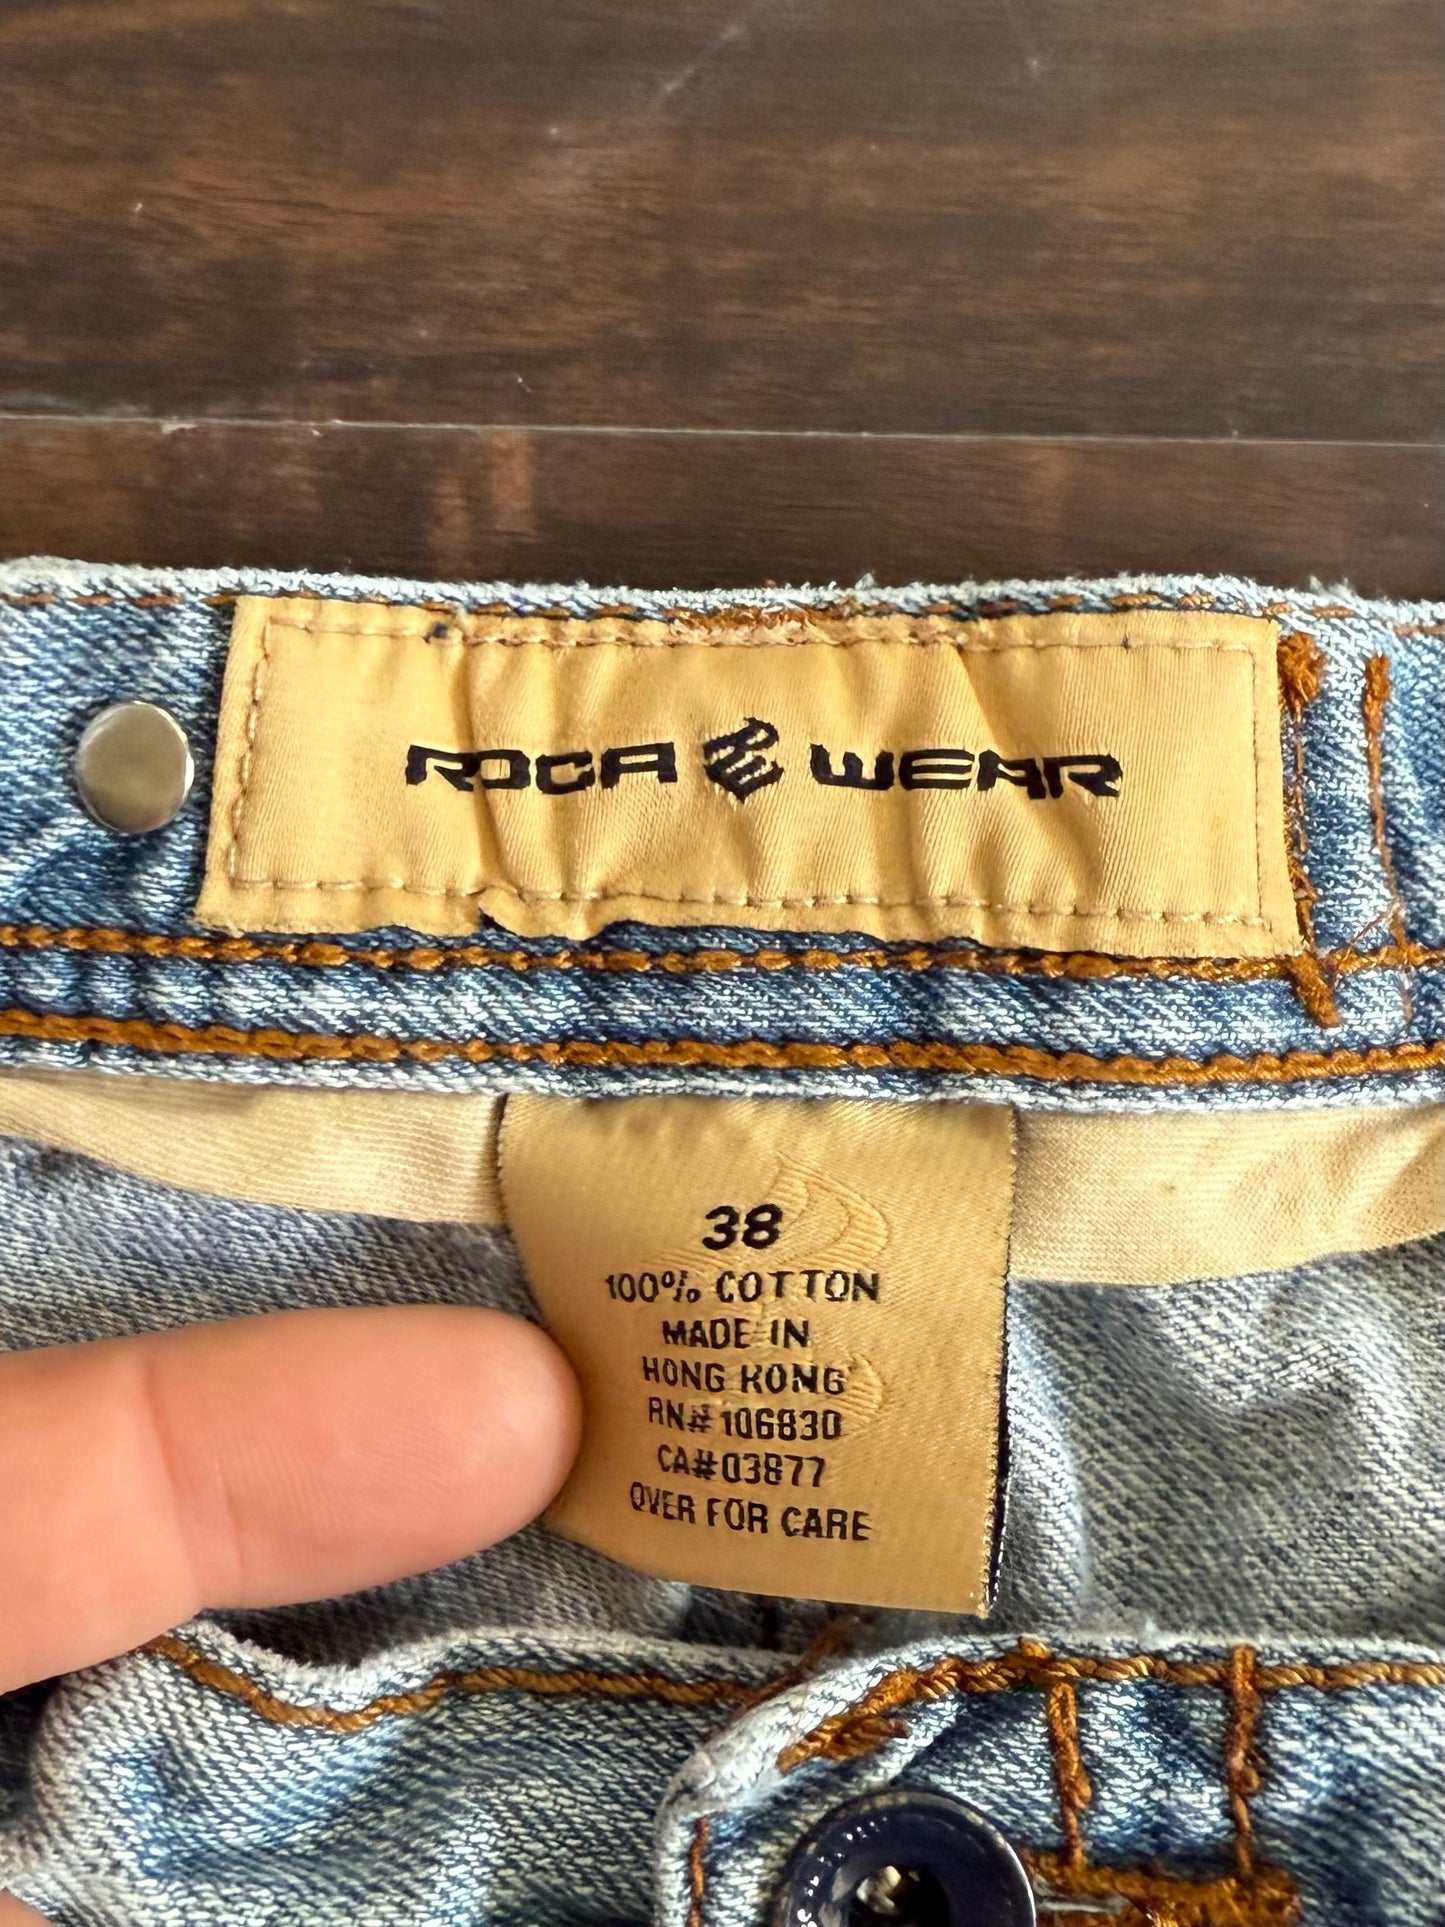 ROCA WEAR
38
100% COTTON
MADE IN
HONG KONG
RN# 106830
CA#03877
OVER FOR CARE